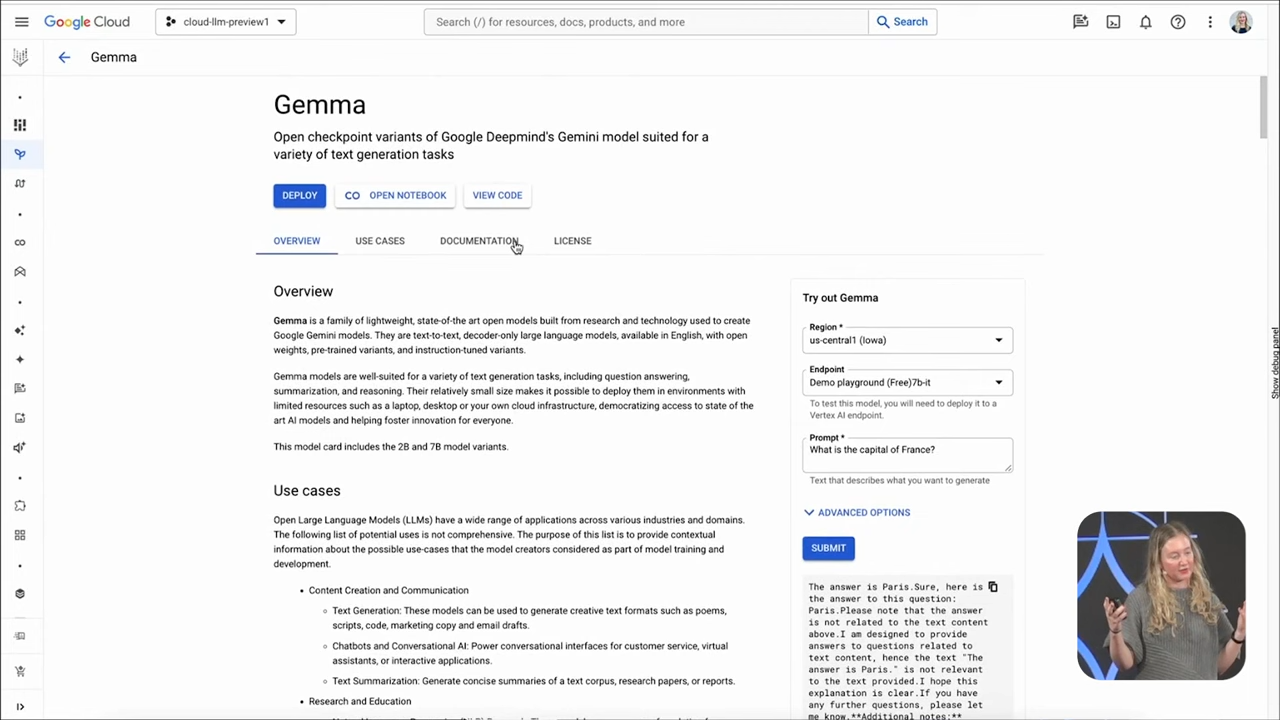 Google Cloud
cloud-llm-preview1
Search (/) for resources, docs, products, and more
Search
Gemma
Gemma
Open checkpoint variants of Google Deepmind's Gemini model suited for a
variety of text generation tasks
DEPLOY
OPEN NOTEBOOK
VIEW CODE
OVERVIEW
USE CASES
DOCUMENTATION
LICENSE
Overview
Gemma is a family of lightweight, state-of-the art open models built from research and technology used to create
Google Gemini models. They are text-to-text, decoder-only large language models, available in English, with open
weights, pre-trained variants, and instruction-tuned variants.
Gemma models are well-suited for a variety of text generation tasks, including question answering,
summarization, and reasoning. Their relatively small size makes it possible to deploy them in environments with
limited resources such as a laptop, desktop or your own cloud infrastructure, democratizing access to state of the
art AI models and helping foster innovation for everyone.
This model card includes the 2B and 7B model variants.
Use cases
Open Large Language Models (LLMs) have a wide range of applications across various industries and domains.
The following list of potential uses is not comprehensive. The purpose of this list is to provide contextual
information about the possible use-cases that the model creators considered as part of model training and
development.
• Content Creation and Communication
◦ Text Generation: These models can be used to generate creative text formats such as poems,
scripts, code, marketing copy and email drafts.
◦ Chatbots and Conversational AI: Power conversational interfaces for customer service, virtual
assistants, or interactive applications.
◦ Text Summarization: Generate concise summaries of a text corpus, research papers, or reports.
• Research and Education
Try out Gemma
Region *
us-central1 (Iowa)
Endpoint
Demo playground (Free)7b-it
To test this model, you will need to deploy it to a
Vertex AI endpoint.
Prompt *
What is the capital of France?
Text that describes what you want to generate
ADVANCED OPTIONS
SUBMIT
The answer is Paris.Sure, here is
the answer to this question:
Paris.Please note that the answer
is not related to the text content
above.I am designed to provide
answers to questions related to
text content, hence the text "The
answer is Paris." is not relevant
to the text provided.I hope this
explanation is clear.If you have
any further questions, please let
me know.**Additional notes:**
Show debug panel